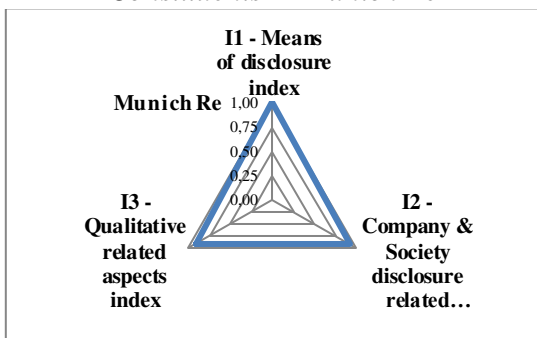 I1 - Means
of disclosure
index
Munich Re
1,00
0,75
0,50
0,25
0,00
I3 -
Qualitative
related
aspects
index
I2 -
Company &
Society
disclosure
related…